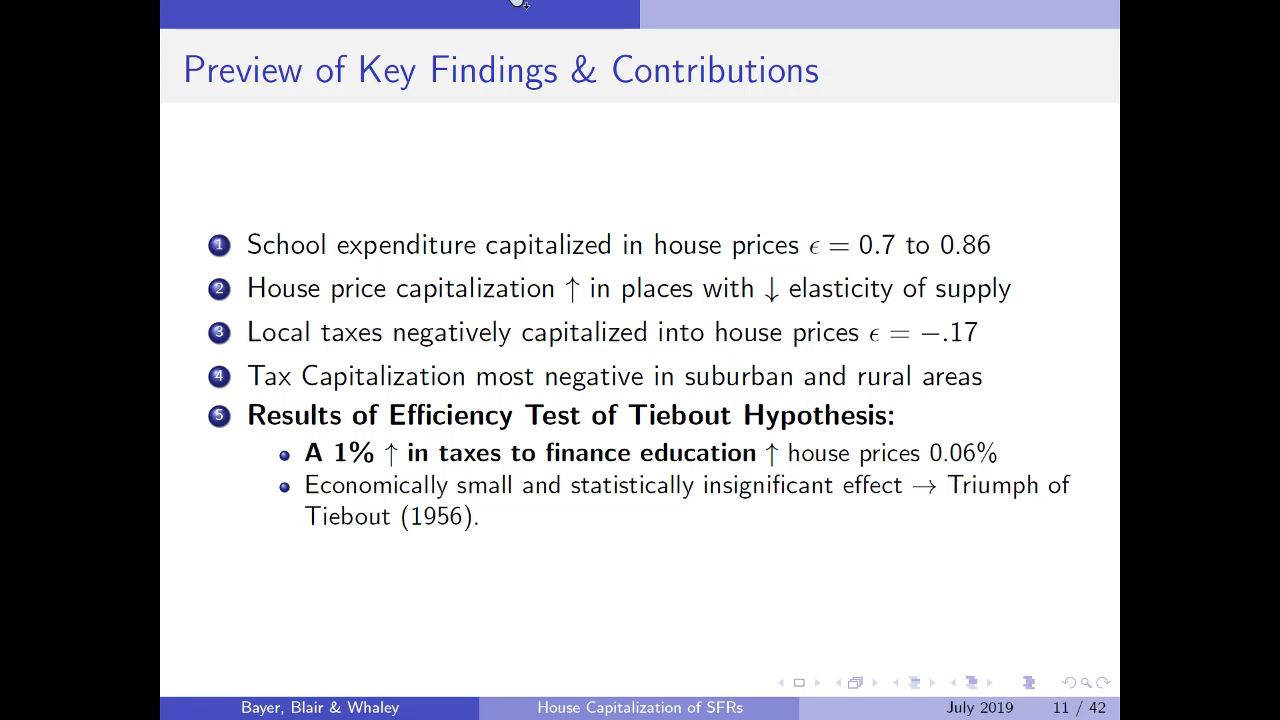 Preview of Key Findings & Contributions
1 School expenditure capitalized in house prices ϵ = 0.7 to 0.86
2 House price capitalization ↑ in places with ↓ elasticity of supply
3 Local taxes negatively capitalized into house prices ϵ = −.17
4 Tax Capitalization most negative in suburban and rural areas
5 Results of Efficiency Test of Tiebout Hypothesis:
A 1% ↑ in taxes to finance education ↑ house prices 0.06%
Economically small and statistically insignificant effect → Triumph of
Tiebout (1956).
Bayer, Blair & Whaley House Capitalization of SFRs July 2019 11 / 42